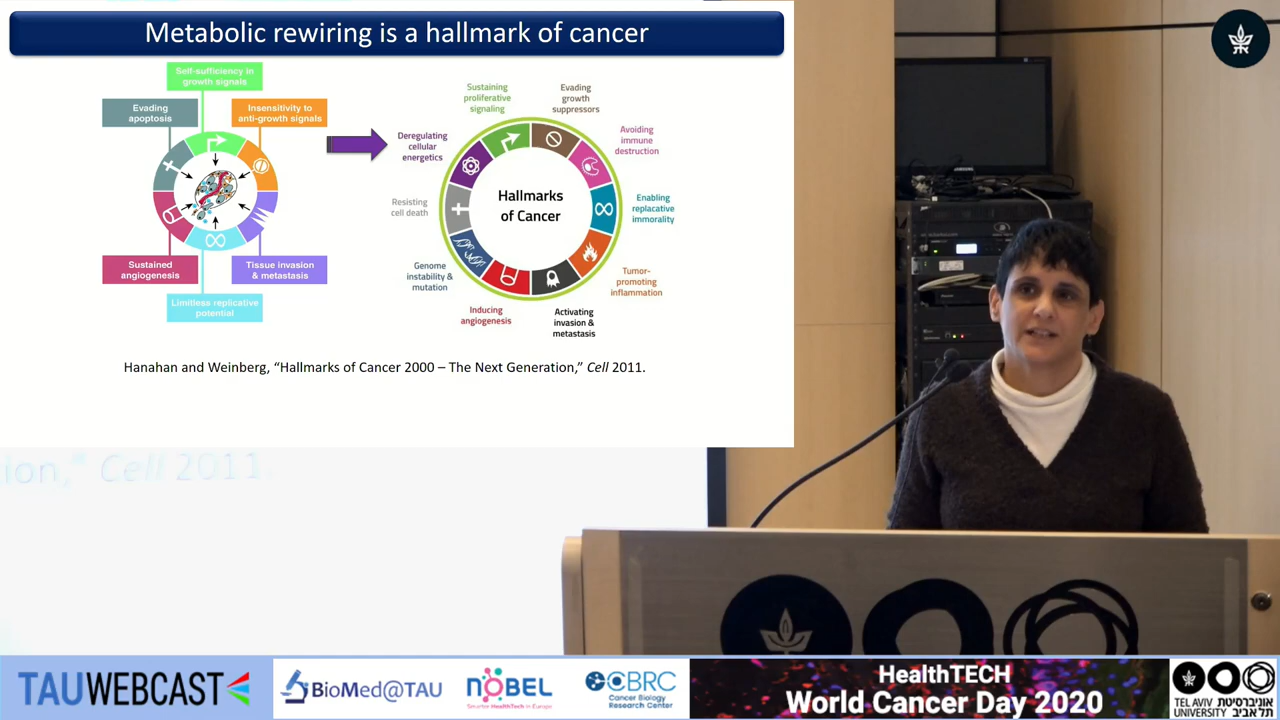 Metabolic rewiring is a hallmark of cancer
Self-sufficiency in
growth signals
Evading
apoptosis
Insensitivity to
anti-growth signals
Sustained
angiogenesis
Tissue invasion
& metastasis
Limitless replicative
potential
Sustaining
proliferative
signaling
Evading
growth
suppressors
Deregulating
cellular
energetics
Avoiding
immune
destruction
Resisting
cell death
Hallmarks
of Cancer
Enabling
replacative
immorality
Genome
instability &
mutation
Tumor-
promoting
inflammation
Inducing
angiogenesis
Activating
invasion &
metastasis
Hanahan and Weinberg, “Hallmarks of Cancer 2000 – The Next Generation,” Cell 2011.
ion,” Cell 2011.
TAUWEBCAST
BioMed@TAU
NOBEL
Smarter HealthTech in Europe
CBRC
Cancer Biology
Research Center
HealthTECH
World Cancer Day 2020
TEL AVIV אוניברסיטת
UNIVERSITY תל אביב